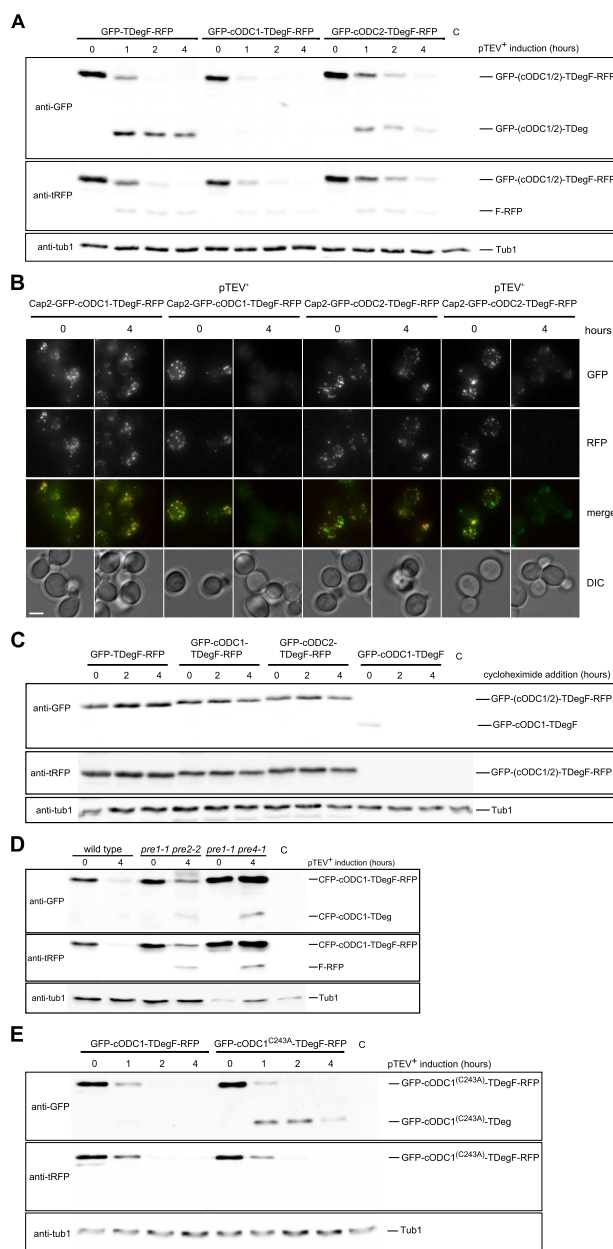 A
GFP-TDegF-RFP GFP-cODC1-TDegF-RFP GFP-cODC2-TDegF-RFP C
0 1 2 4 0 1 2 4 0 1 2 4 pTEV+ induction (hours)
anti-GFP
GFP-(cODC1/2)-TDegF-RFP
GFP-(cODC1/2)-TDeg
anti-tRFP
GFP-(cODC1/2)-TDegF-RFP
F-RFP
anti-tub1
Tub1
B
pTEV+ pTEV+
Cap2-GFP-cODC1-TDegF-RFP Cap2-GFP-cODC1-TDegF-RFP Cap2-GFP-cODC2-TDegF-RFP Cap2-GFP-cODC2-TDegF-RFP
0 4 0 4 0 4 0 4 hours
GFP
RFP
merge
DIC
C
GFP-TDegF-RFP GFP-cODC1-TDegF-RFP GFP-cODC2-TDegF-RFP GFP-cODC1-TDegF C
0 2 4 0 2 4 0 2 4 0 2 4 cycloheximide addition (hours)
anti-GFP
GFP-(cODC1/2)-TDegF-RFP
GFP-cODC1-TDegF
anti-tRFP
GFP-(cODC1/2)-TDegF-RFP
anti-tub1
Tub1
D
wild type pre1-1 pre2-2 pre1-1 pre4-1 C
0 4 0 4 0 4 pTEV+ induction (hours)
anti-GFP
CFP-cODC1-TDegF-RFP
CFP-cODC1-TDeg
anti-tRFP
CFP-cODC1-TDegF-RFP
F-RFP
anti-tub1
Tub1
E
GFP-cODC1-TDegF-RFP GFP-cODC1C243A-TDegF-RFP C
0 1 2 4 0 1 2 4 pTEV+ induction (hours)
anti-GFP
GFP-cODC1(C243A)-TDegF-RFP
GFP-cODC1(C243A)-TDeg
anti-tRFP
GFP-cODC1(C243A)-TDegF-RFP
anti-tub1
Tub1